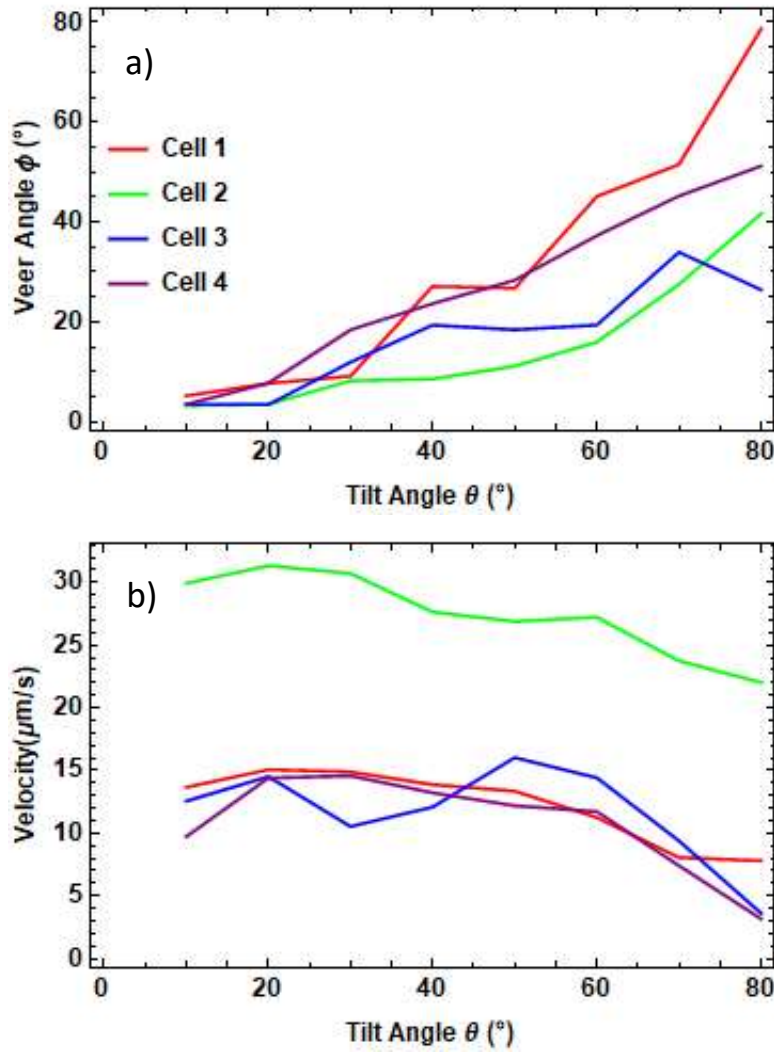 a)
80
60
40
20
0
Veer Angle ϕ (°)
Cell 1
Cell 2
Cell 3
Cell 4
0 20 40 60 80
Tilt Angle θ (°)
b)
30
25
20
15
10
5
0
Velocity(μm/s)
0 20 40 60 80
Tilt Angle θ (°)